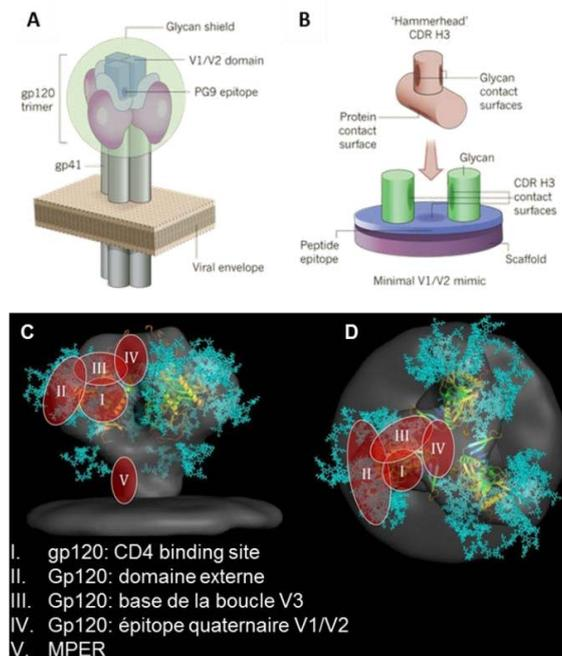 A
Glycan shield
V1/V2 domain
PG9 epitope
gp120
trimer
gp41
Viral envelope
B
'Hammerhead'
CDR H3
Glycan
contact
surfaces
Protein
contact
surface
Glycan
CDR H3
contact
surfaces
Peptide
epitope
Scaffold
Minimal V1/V2 mimic
C
IV
III
II
I
V
D
III
IV
II
I
I. gp120: CD4 binding site
II. Gp120: domaine externe
III. Gp120: base de la boucle V3
IV. Gp120: épitope quaternaire V1/V2
V. MPER